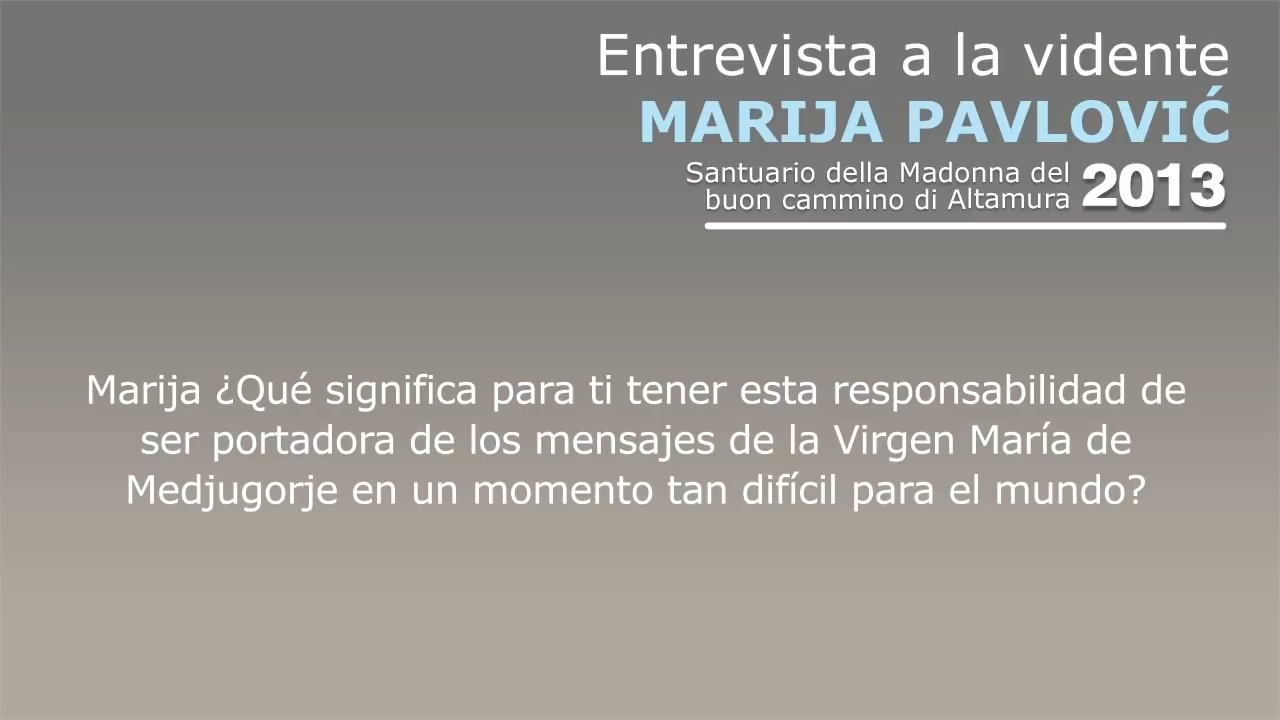 Entrevista a la vidente
MARIJA PAVLOVIĆ
Santuario della Madonna del
buon cammino di Altamura 2013
Marija ¿Qué significa para ti tener esta responsabilidad de
ser portadora de los mensajes de la Virgen María de
Medjugorje en un momento tan difícil para el mundo?